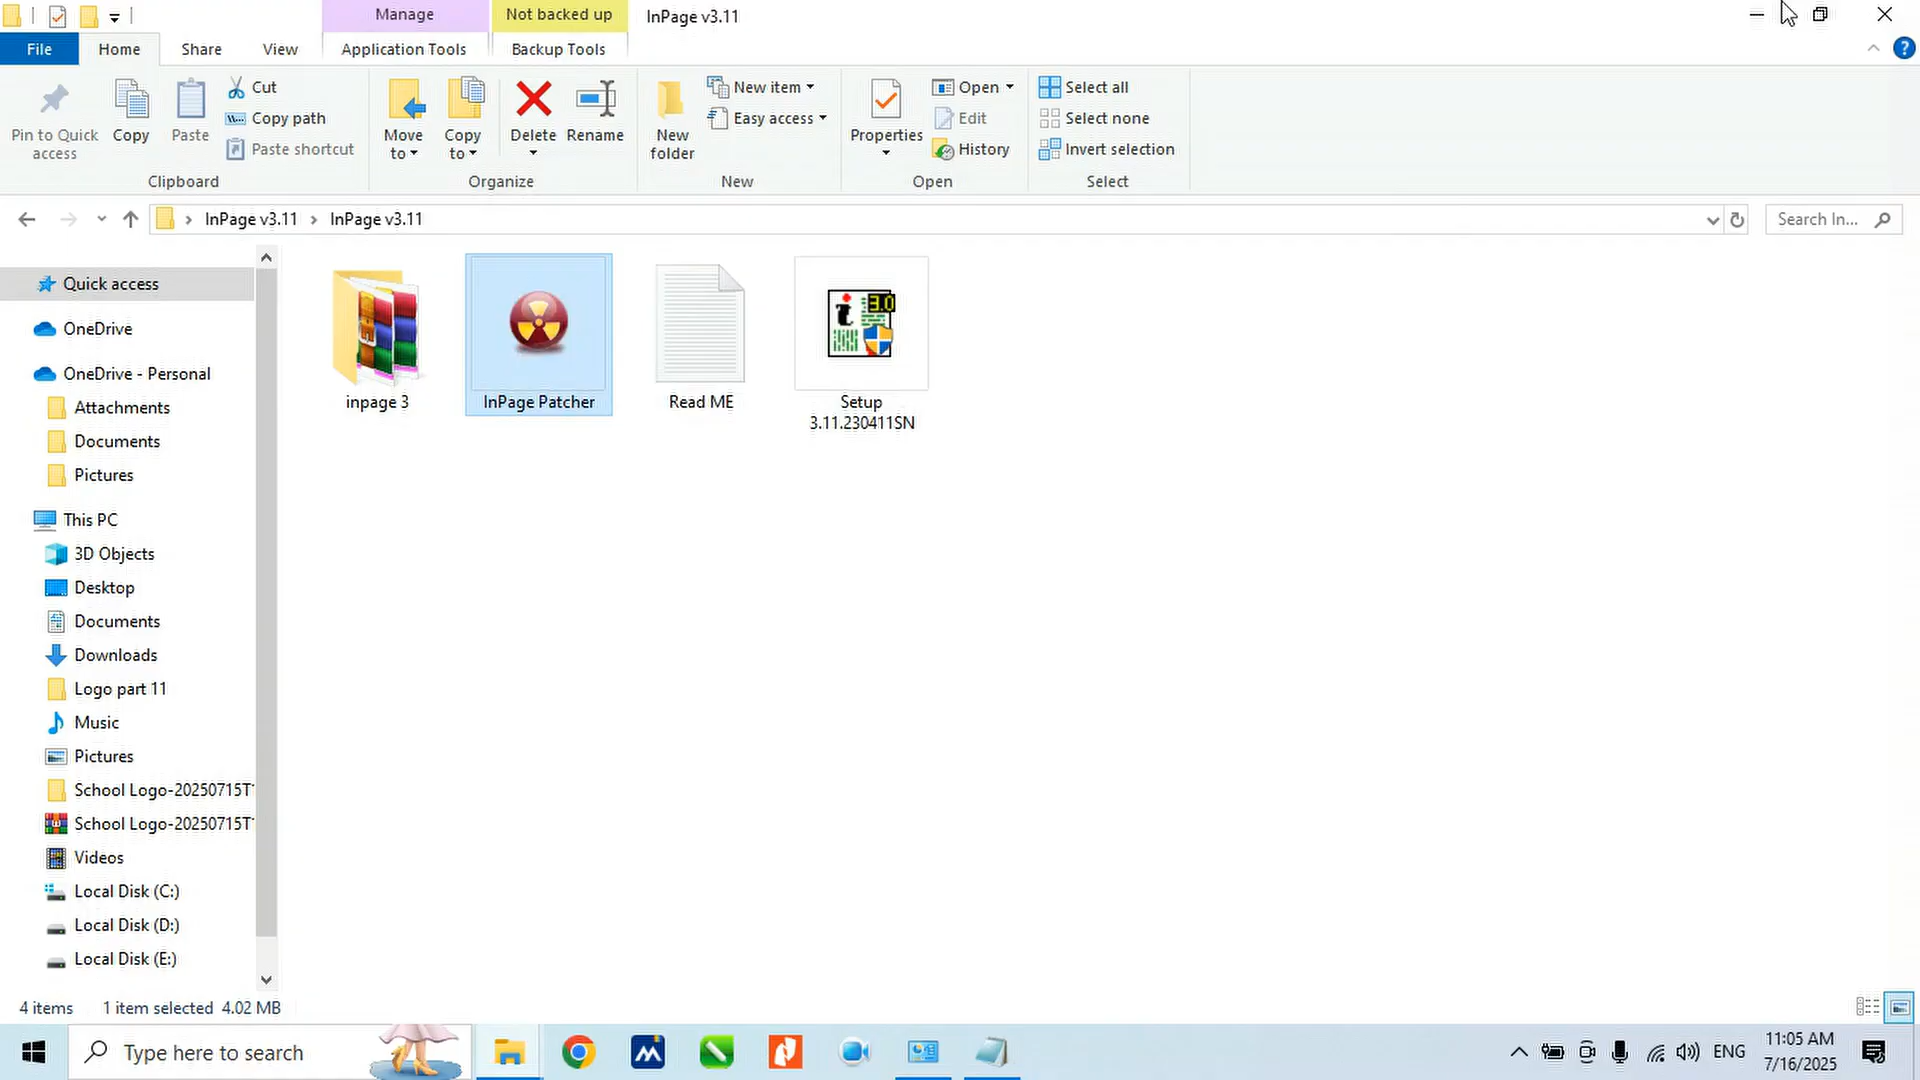 Manage
Not backed up
InPage v3.11
File
Home
Share
View
Application Tools
Backup Tools
Pin to Quick
access
Copy
Paste
Cut
Copy path
Paste shortcut
Clipboard
Move
to
Copy
to
Delete
Rename
Organize
New
folder
New item
Easy access
New
Properties
Open
Edit
History
Open
Select all
Select none
Invert selection
Select
InPage v3.11
InPage v3.11
Search In...
Quick access
OneDrive
OneDrive - Personal
Attachments
Documents
Pictures
This PC
3D Objects
Desktop
Documents
Downloads
Logo part 11
Music
Pictures
School Logo-20250715T
School Logo-20250715T
Videos
Local Disk (C:)
Local Disk (D:)
Local Disk (E:)
inpage 3
InPage Patcher
Read ME
3.0
Setup
3.11.230411SN
4 items
1 item selected 4.02 MB
Type here to search
ENG
11:05 AM
7/16/2025